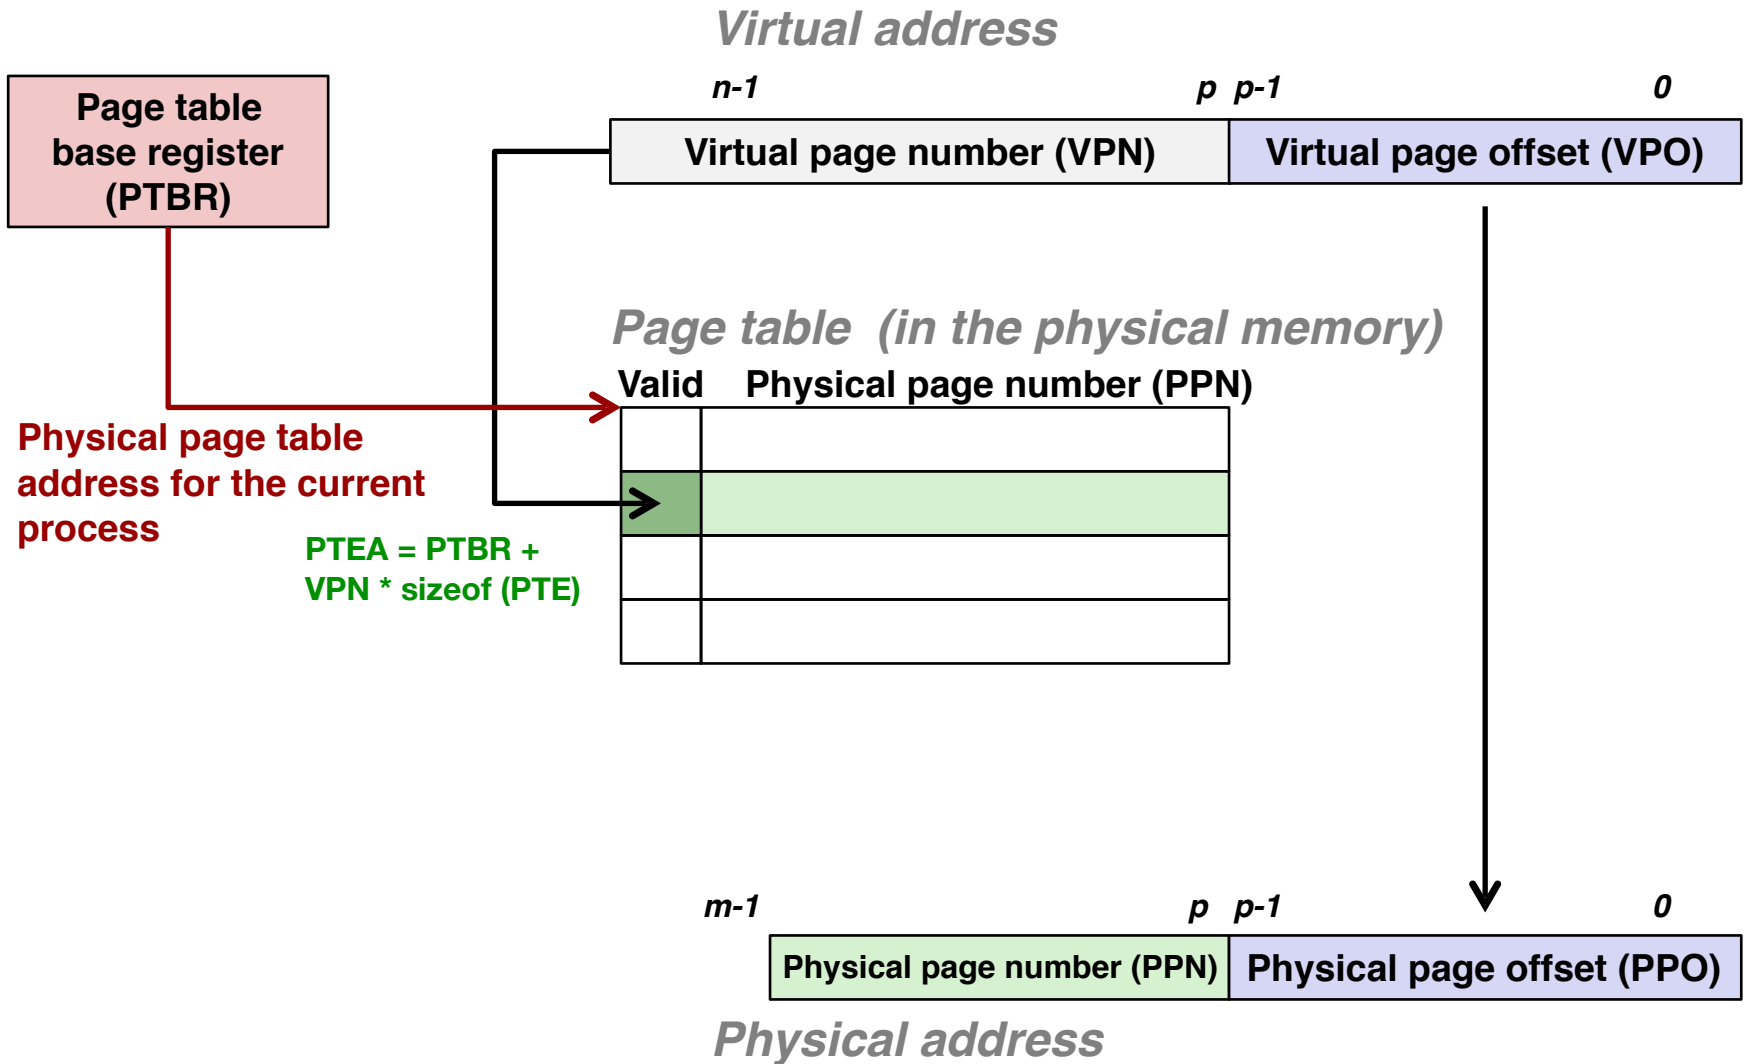 Virtual address
n-1 p p-1 0
Page table
base register
(PTBR)
Virtual page number (VPN) Virtual page offset (VPO)
Page table (in the physical memory)
Valid Physical page number (PPN)
Physical page table
address for the current
process
PTEA = PTBR +
VPN * sizeof (PTE)
m-1 p p-1 0
Physical page number (PPN) Physical page offset (PPO)
Physical address